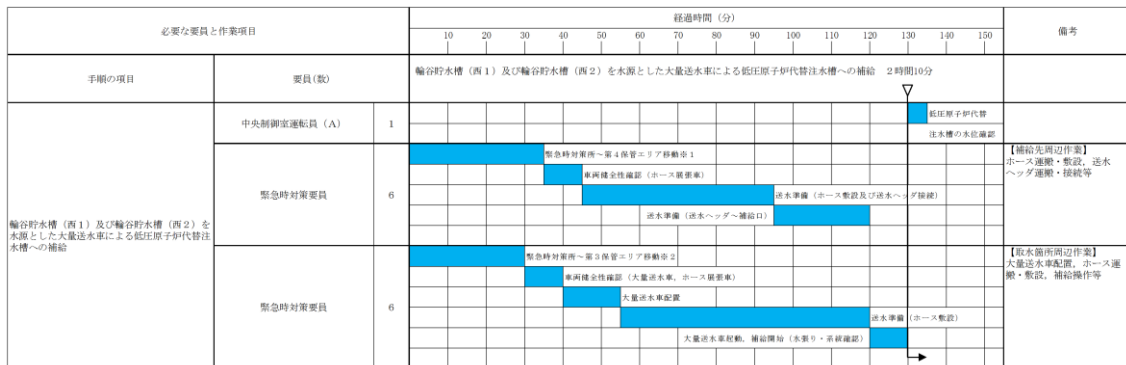 必要な要員と作業項目
経過時間（分）
備考
10 20 30 40 50 60 70 80 90 100 110 120 130 140 150
手順の項目
要員(数)
輪谷貯水槽（西1）及び輪谷貯水槽（西2）を水源とした大量送水車による低圧原子炉代替注水槽への補給　2時間10分
輪谷貯水槽（西1）及び輪谷貯水槽（西2）を
水源とした大量送水車による低圧原子炉代替注
水槽への補給
中央制御室運転員（A）
1
低圧原子炉代替
注水槽の水位確認
緊急時対策要員
6
緊急時対策所～第4保管エリア移動※1
車両健全性確認（ホース展張車）
送水準備（ホース敷設及び送水ヘッダ接続）
送水準備（送水ヘッダ～補給口）
【補給先周辺作業】
ホース運搬・敷設，送水
ヘッダ運搬・接続等
緊急時対策要員
6
緊急時対策所～第3保管エリア移動※2
車両健全性確認（大量送水車，ホース展張車）
大量送水車配置
送水準備（ホース敷設）
大量送水車起動，補給開始（水張り・系統確認）
【取水箇所周辺作業】
大量送水車配置，ホース運
搬・敷設，補給操作等